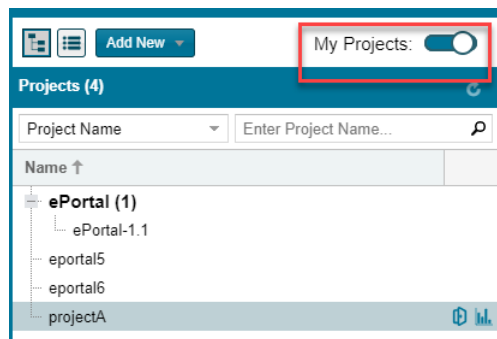 Add New
My Projects:
Projects (4)
Project Name
Enter Project Name...
Name
ePortal (1)
ePortal-1.1
eportal5
eportal6
projectA